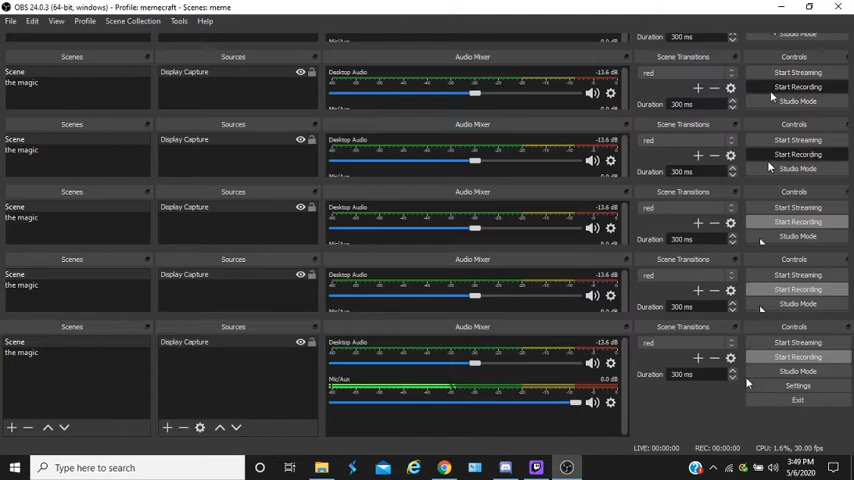 OBS 24.0.3 (64-bit, windows) - Profile: memecraft - Scenes: meme
File Edit View Profile Scene Collection Tools Help
Duration 300 ms
Scenes Sources Audio Mixer Scene Transitions Controls
Scene Display Capture Desktop Audio -13.6 dB red Start Streaming
the magic Start Recording
Duration 300 ms Studio Mode
Scenes Sources Audio Mixer Scene Transitions Controls
Scene Display Capture Desktop Audio -13.6 dB red Start Streaming
the magic Start Recording
Duration 300 ms Studio Mode
Scenes Sources Audio Mixer Scene Transitions Controls
Scene Display Capture Desktop Audio -13.6 dB red Start Streaming
the magic Start Recording
Duration 300 ms Studio Mode
Scenes Sources Audio Mixer Scene Transitions Controls
Scene Display Capture Desktop Audio -13.6 dB red Start Streaming
the magic Start Recording
Duration 300 ms Studio Mode
Scenes Sources Audio Mixer Scene Transitions Controls
Scene Display Capture Desktop Audio -13.6 dB red Start Streaming
the magic Start Recording
Duration 300 ms Studio Mode
Mic/Aux 0.0 dB Settings
Exit
LIVE: 00:00:00 REC: 00:00:00 CPU: 1.6%, 30.00 fps
Type here to search
3:49 PM
5/6/2020